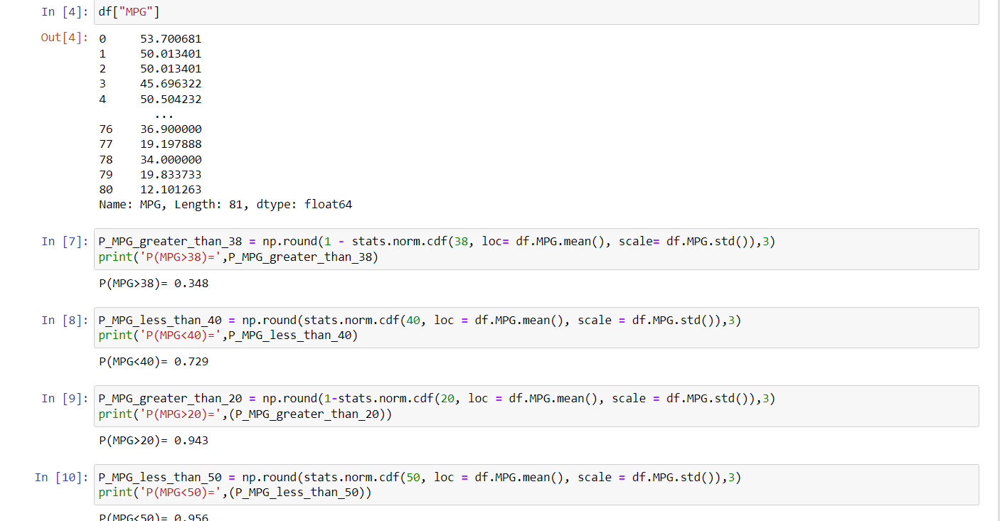 In [4]: df["MPG"]
Out[4]: 0 53.700681
1 50.013401
2 50.013401
3 45.696322
4 50.504232
...
76 36.900000
77 19.197888
78 34.000000
79 19.833733
80 12.101263
Name: MPG, Length: 81, dtype: float64
In [7]: P_MPG_greater_than_38 = np.round(1 - stats.norm.cdf(38, loc= df.MPG.mean(), scale= df.MPG.std()),3)
print('P(MPG>38)=',P_MPG_greater_than_38)
P(MPG>38)= 0.348
In [8]: P_MPG_less_than_40 = np.round(stats.norm.cdf(40, loc = df.MPG.mean(), scale = df.MPG.std()),3)
print('P(MPG<40)=',P_MPG_less_than_40)
P(MPG<40)= 0.729
In [9]: P_MPG_greater_than_20 = np.round(1-stats.norm.cdf(20, loc = df.MPG.mean(), scale = df.MPG.std()),3)
print('P(MPG>20)=',(P_MPG_greater_than_20))
P(MPG>20)= 0.943
In [10]: P_MPG_less_than_50 = np.round(stats.norm.cdf(50, loc = df.MPG.mean(), scale = df.MPG.std()),3)
print('P(MPG<50)=',(P_MPG_less_than_50))
P(MPG<50)= 0.956